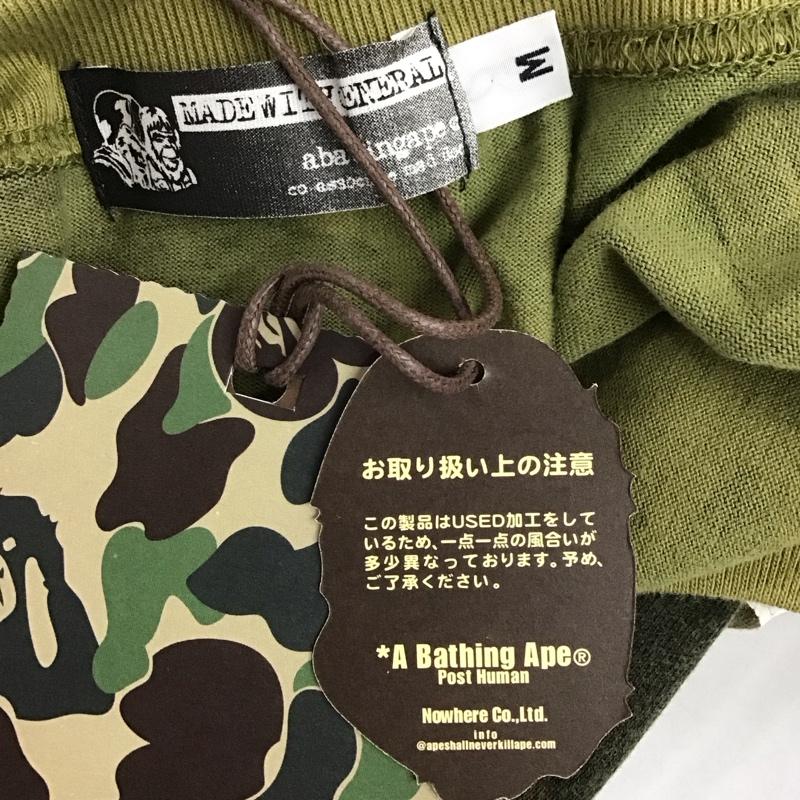 MADE WITH ENERAL
M
お取り扱い上の注意
この製品はUSED加工をして
いるため、一点一点の風合いが
多少異なっております。予め、
ご了承ください。
*A Bathing Ape®
Post Human
Nowhere Co.,Ltd.
info
@apeshallneverkillape.com